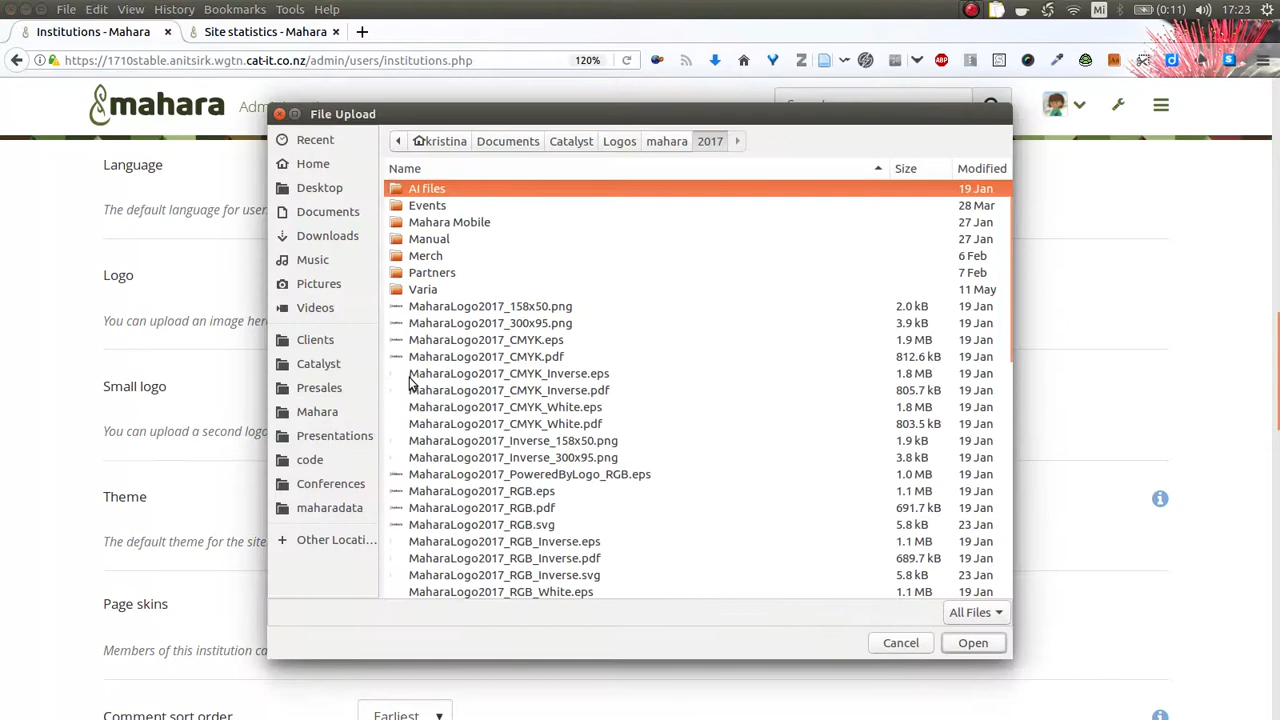 File Edit View History Bookmarks Tools Help
Mi (0:11) 17:23
Institutions - Mahara × Site statistics - Mahara × +
https://1710stable.anitsirk.wgtn.cat-it.co.nz/admin/users/institutions.php 120%
mahara
File Upload
Recent
Home
Desktop
Documents
Downloads
Music
Pictures
Videos
Clients
Catalyst
Presales
Mahara
Presentations
code
Conferences
maharadata
+ Other Locati...
kristina Documents Catalyst Logos mahara 2017
Name Size Modified
AI files 19 Jan
Events 28 Mar
Mahara Mobile 27 Jan
Manual 27 Jan
Merch 6 Feb
Partners 7 Feb
Varia 11 May
MaharaLogo2017_158x50.png 2.0 kB 19 Jan
MaharaLogo2017_300x95.png 3.9 kB 19 Jan
MaharaLogo2017_CMYK.eps 1.9 MB 19 Jan
MaharaLogo2017_CMYK.pdf 812.6 kB 19 Jan
MaharaLogo2017_CMYK_Inverse.eps 1.8 MB 19 Jan
MaharaLogo2017_CMYK_Inverse.pdf 805.7 kB 19 Jan
MaharaLogo2017_CMYK_White.eps 1.8 MB 19 Jan
MaharaLogo2017_CMYK_White.pdf 803.5 kB 19 Jan
MaharaLogo2017_Inverse_158x50.png 1.9 kB 19 Jan
MaharaLogo2017_Inverse_300x95.png 3.8 kB 19 Jan
MaharaLogo2017_PoweredByLogo_RGB.eps 1.0 MB 19 Jan
MaharaLogo2017_RGB.eps 1.1 MB 19 Jan
MaharaLogo2017_RGB.pdf 691.7 kB 19 Jan
MaharaLogo2017_RGB.svg 5.8 kB 23 Jan
MaharaLogo2017_RGB_Inverse.eps 1.1 MB 19 Jan
MaharaLogo2017_RGB_Inverse.pdf 689.7 kB 19 Jan
MaharaLogo2017_RGB_Inverse.svg 5.8 kB 23 Jan
MaharaLogo2017_RGB_White.eps 1.1 MB 19 Jan
All Files
Cancel Open
Language
The default language for user
Logo
You can upload an image here
Small logo
You can upload a second logo
Theme
The default theme for the site
Page skins
Members of this institution ca
Comment sort order Earliest